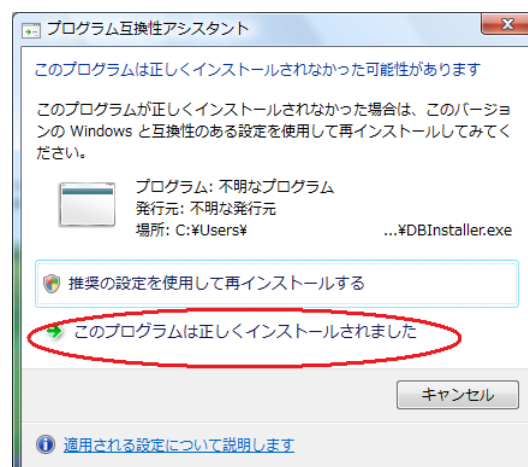 プログラム互換性アシスタント
このプログラムは正しくインストールされなかった可能性があります
このプログラムが正しくインストールされなかった場合は、このバージョ
ンの Windows と互換性のある設定を使用して再インストールしてみてく
ださい。
プログラム: 不明なプログラム
発行元: 不明な発行元
場所: C:¥Users¥ ...¥DBInstaller.exe
推奨の設定を使用して再インストールする
このプログラムは正しくインストールされました
キャンセル
適用される設定について説明します